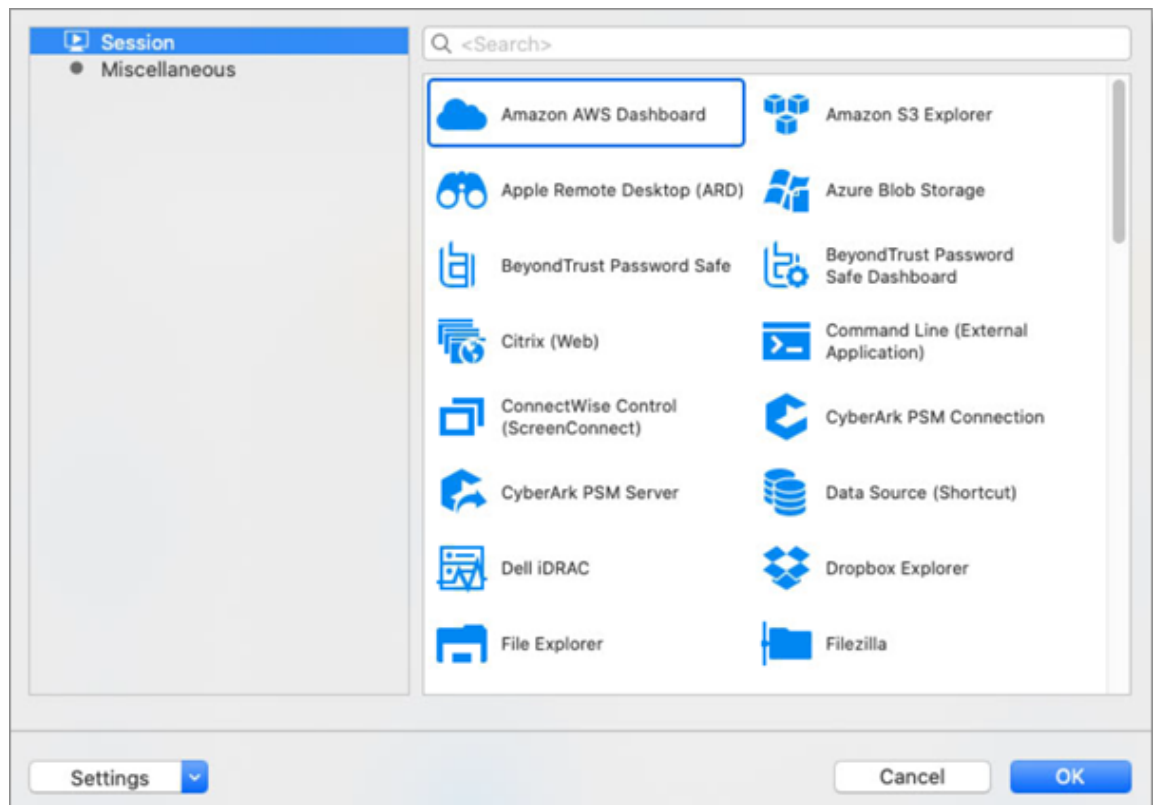 Session
Miscellaneous
<Search>
Amazon AWS Dashboard
Amazon S3 Explorer
Apple Remote Desktop (ARD)
Azure Blob Storage
BeyondTrust Password Safe
BeyondTrust Password
Safe Dashboard
Citrix (Web)
Command Line (External
Application)
ConnectWise Control
(ScreenConnect)
CyberArk PSM Connection
CyberArk PSM Server
Data Source (Shortcut)
Dell iDRAC
Dropbox Explorer
File Explorer
Filezilla
Settings
Cancel
OK